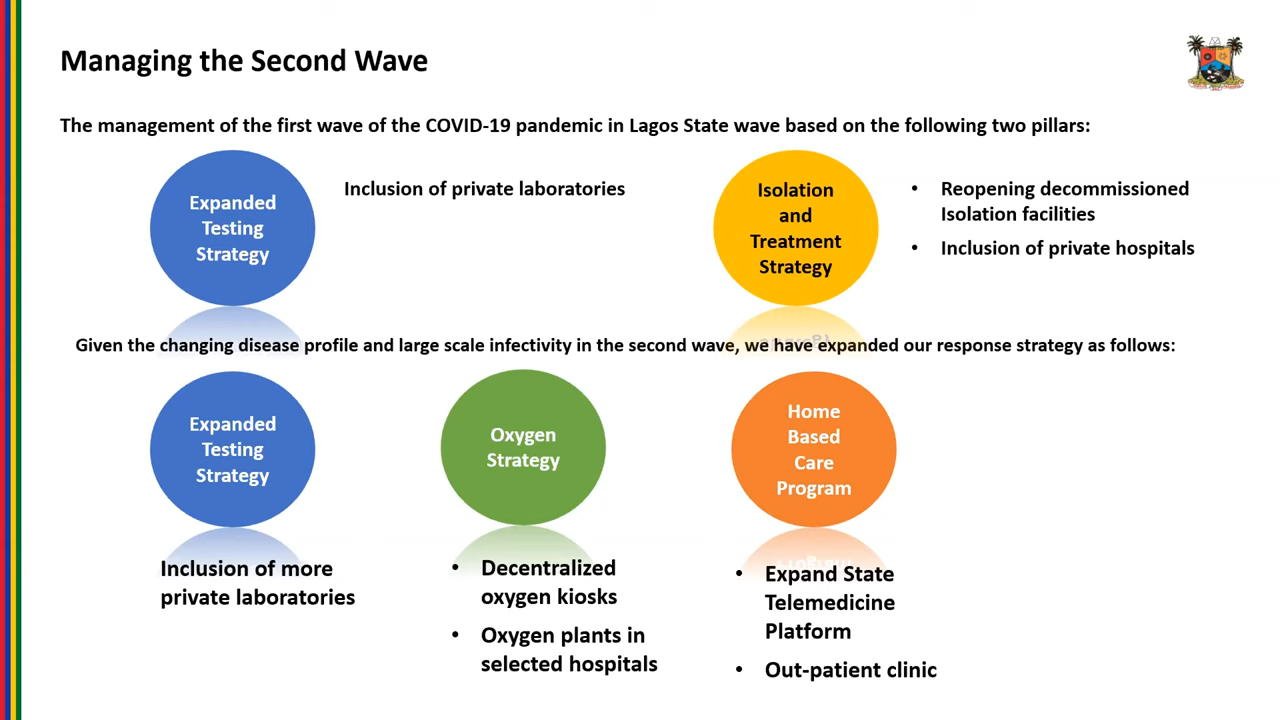 Managing the Second Wave
The management of the first wave of the COVID-19 pandemic in Lagos State wave based on the following two pillars:
Expanded
Testing
Strategy
Inclusion of private laboratories
Isolation
and
Treatment
Strategy
• Reopening decommissioned
Isolation facilities
• Inclusion of private hospitals
Given the changing disease profile and large scale infectivity in the second wave, we have expanded our response strategy as follows:
Expanded
Testing
Strategy
Inclusion of more
private laboratories
Oxygen
Strategy
• Decentralized
oxygen kiosks
• Oxygen plants in
selected hospitals
Home
Based
Care
Program
• Expand State
Telemedicine
Platform
• Out-patient clinic